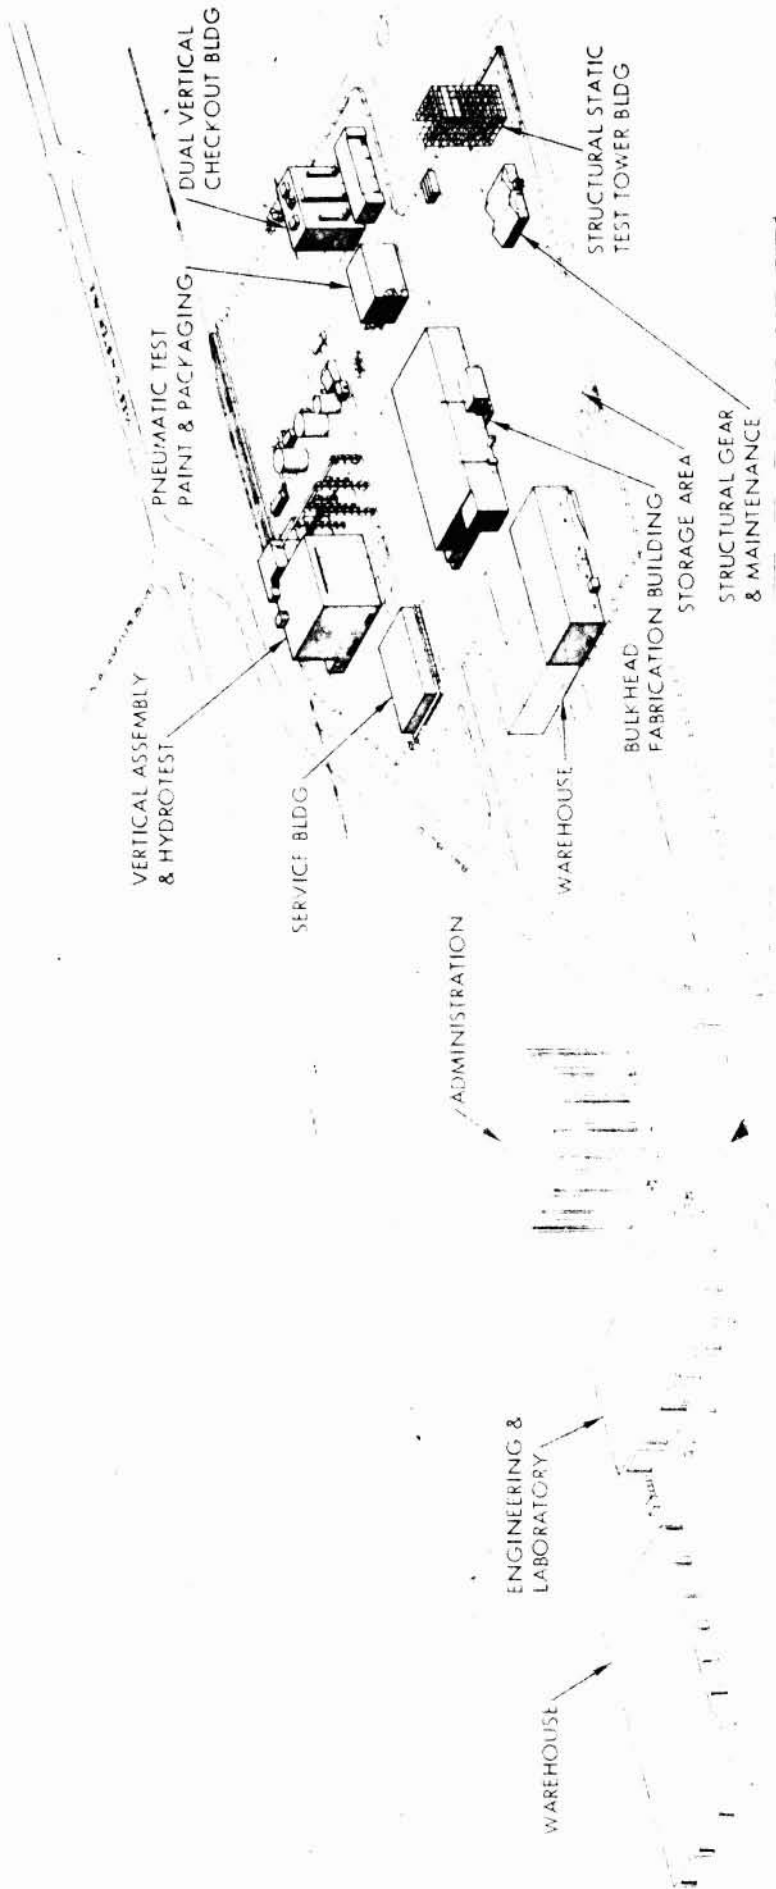 DUAL VERTICAL
CHECKOUT BLDG
PNEUMATIC TEST
PAINT & PACKAGING
VERTICAL ASSEMBLY
& HYDROTEST
SERVICE BLDG
ADMINISTRATION
ENGINEERING &
LABORATORY
WAREHOUSE
WAREHOUSE
BULKHEAD
FABRICATION BUILDING
STORAGE AREA
STRUCTURAL GEAR
& MAINTENANCE
STRUCTURAL STATIC
TEST TOWER BLDG